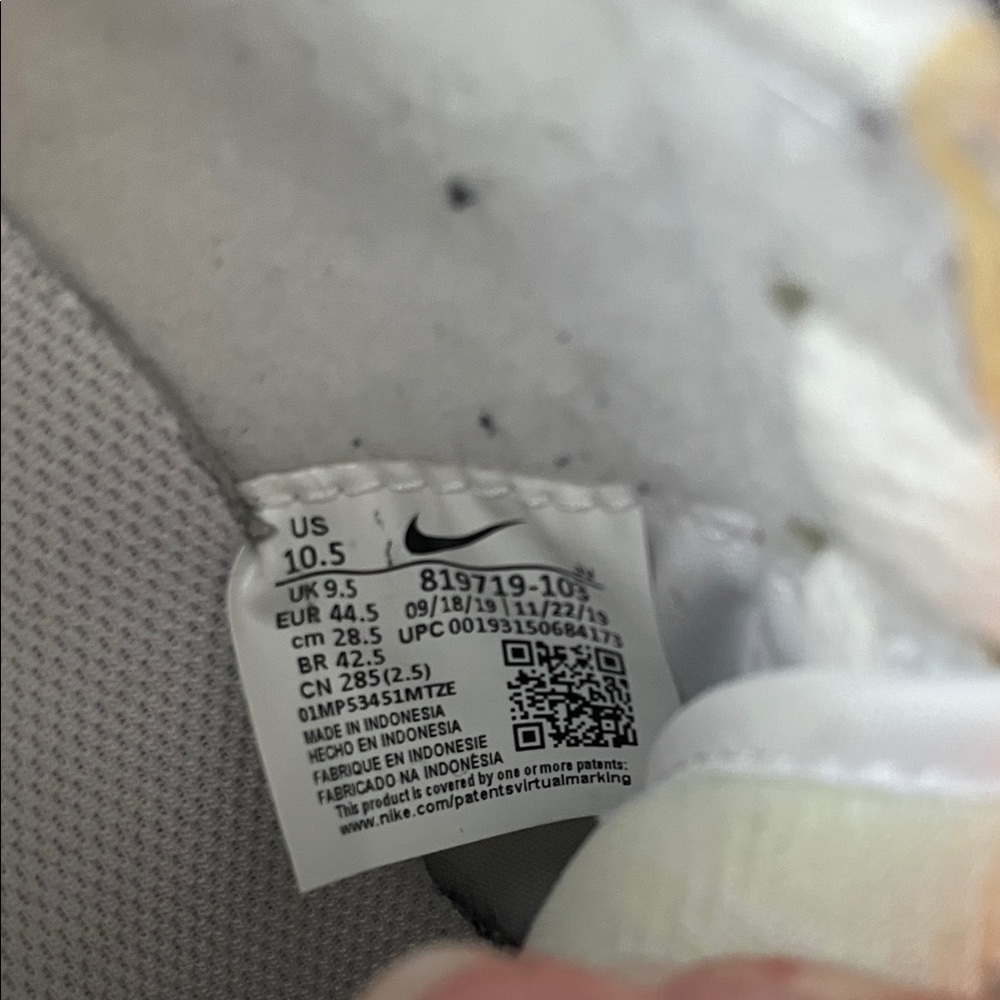 US
10.5
UK 9.5
EUR 44.5
cm 28.5
BR 42.5
CN 285(2.5)
01MP53451MTZE
819719-103
09/18/19 | 11/22/19
UPC 00193150684173
MADE IN INDONESIA
HECHO EN INDONESIA
FABRIQUE EN INDONESIE
FABRICADO NA INDONÉSIA
This product is covered by one or more patents:
www.nike.com/patentsvirtualmarking